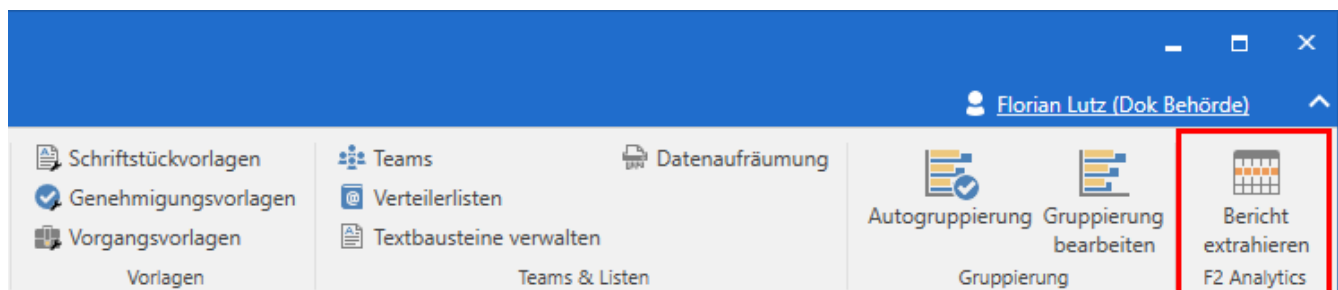 Florian Lutz (Dok Behörde)
Schriftstückvorlagen
Genehmigungsvorlagen
Vorgangsvorlagen
Vorlagen
Teams
Verteilerlisten
Textbausteine verwalten
Datenaufräumung
Teams & Listen
Autogruppierung
Gruppierung
bearbeiten
Gruppierung
Bericht
extrahieren
F2 Analytics